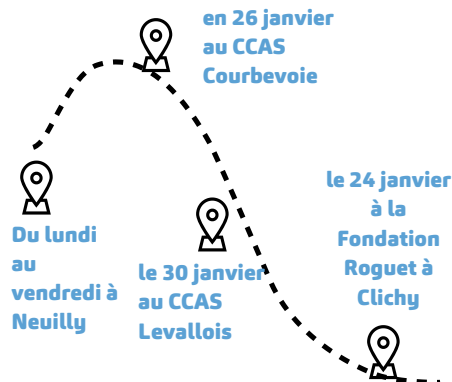 en 26 janvier
au CCAS
Courbevoie
le 24 janvier
à la
Fondation
Roguet à
Clichy
Du lundi
au
vendredi à
Neuilly
le 30 janvier
au CCAS
Levallois